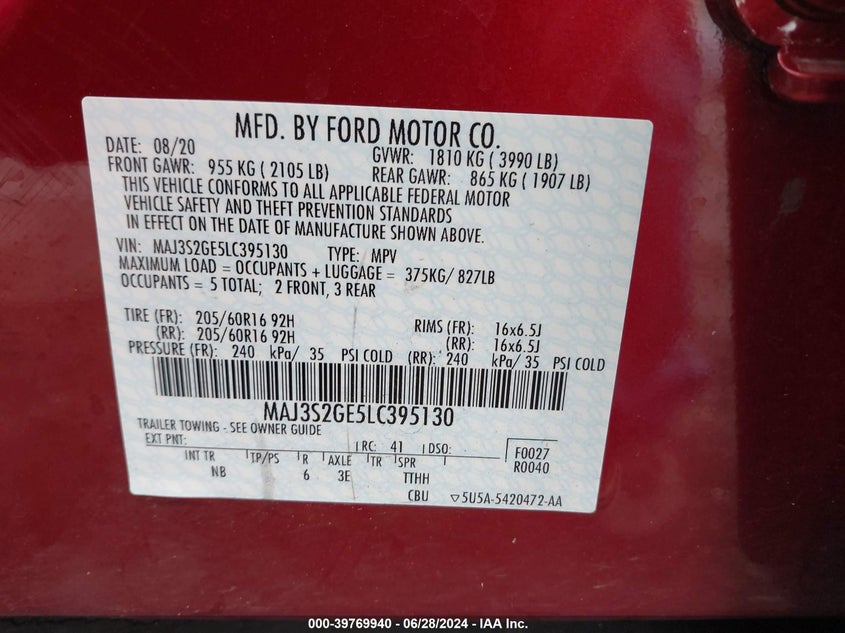 MFD. BY FORD MOTOR CO.
DATE: 08/20 GVWR: 1810 KG ( 3990 LB)
FRONT GAWR: 955 KG ( 2105 LB) REAR GAWR: 865 KG ( 1907 LB)
THIS VEHICLE CONFORMS TO ALL APPLICABLE FEDERAL MOTOR
VEHICLE SAFETY AND THEFT PREVENTION STANDARDS
IN EFFECT ON THE DATE OF MANUFACTURE SHOWN ABOVE.
VIN: MAJ3S2GE5LC395130 TYPE: MPV
MAXIMUM LOAD = OCCUPANTS + LUGGAGE = 375KG/ 827LB
OCCUPANTS = 5 TOTAL; 2 FRONT, 3 REAR
TIRE (FR): 205/60R16 92H RIMS (FR): 16x6.5J
(RR): 205/60R16 92H (RR): 16x6.5J
PRESSURE (FR): 240 kPa/ 35 PSI COLD (RR): 240 kPa/ 35 PSI COLD
MAJ3S2GE5LC395130
TRAILER TOWING - SEE OWNER GUIDE
EXT PNT: RC: 41 DSO: F0027
R0040
INT TR TP/PS R AXLE TR SPR
NB 6 3E TTHH
CBU ▽5U5A-5420472-AA
000-39769940 - 06/28/2024 - IAA Inc.